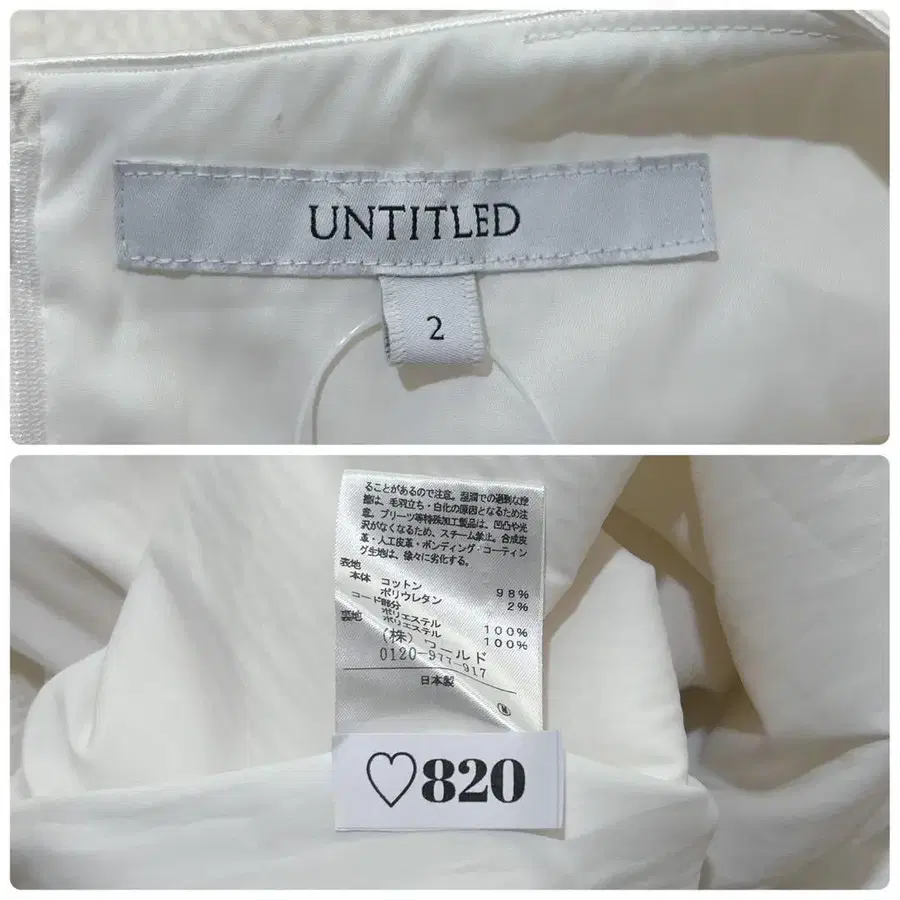 UNTITLED
2
ることがあるので注意。湿潤での過剰な摩
擦は、毛羽立ち・白化の原因となるため注
意。プリーツ等特殊加工製品は、凹凸や光
沢がなくなるため、スチーム禁止。合成皮
革・人工皮革・ボンディング・コーティン
グ生地は、徐々に劣化する。
表地
本体 コットン 98%
ポリウレタン 2%
コード部分
ポリエステル 100%
裏地 ポリエステル 100%
(株)ワールド
0120-977-917
日本製
M
♡820